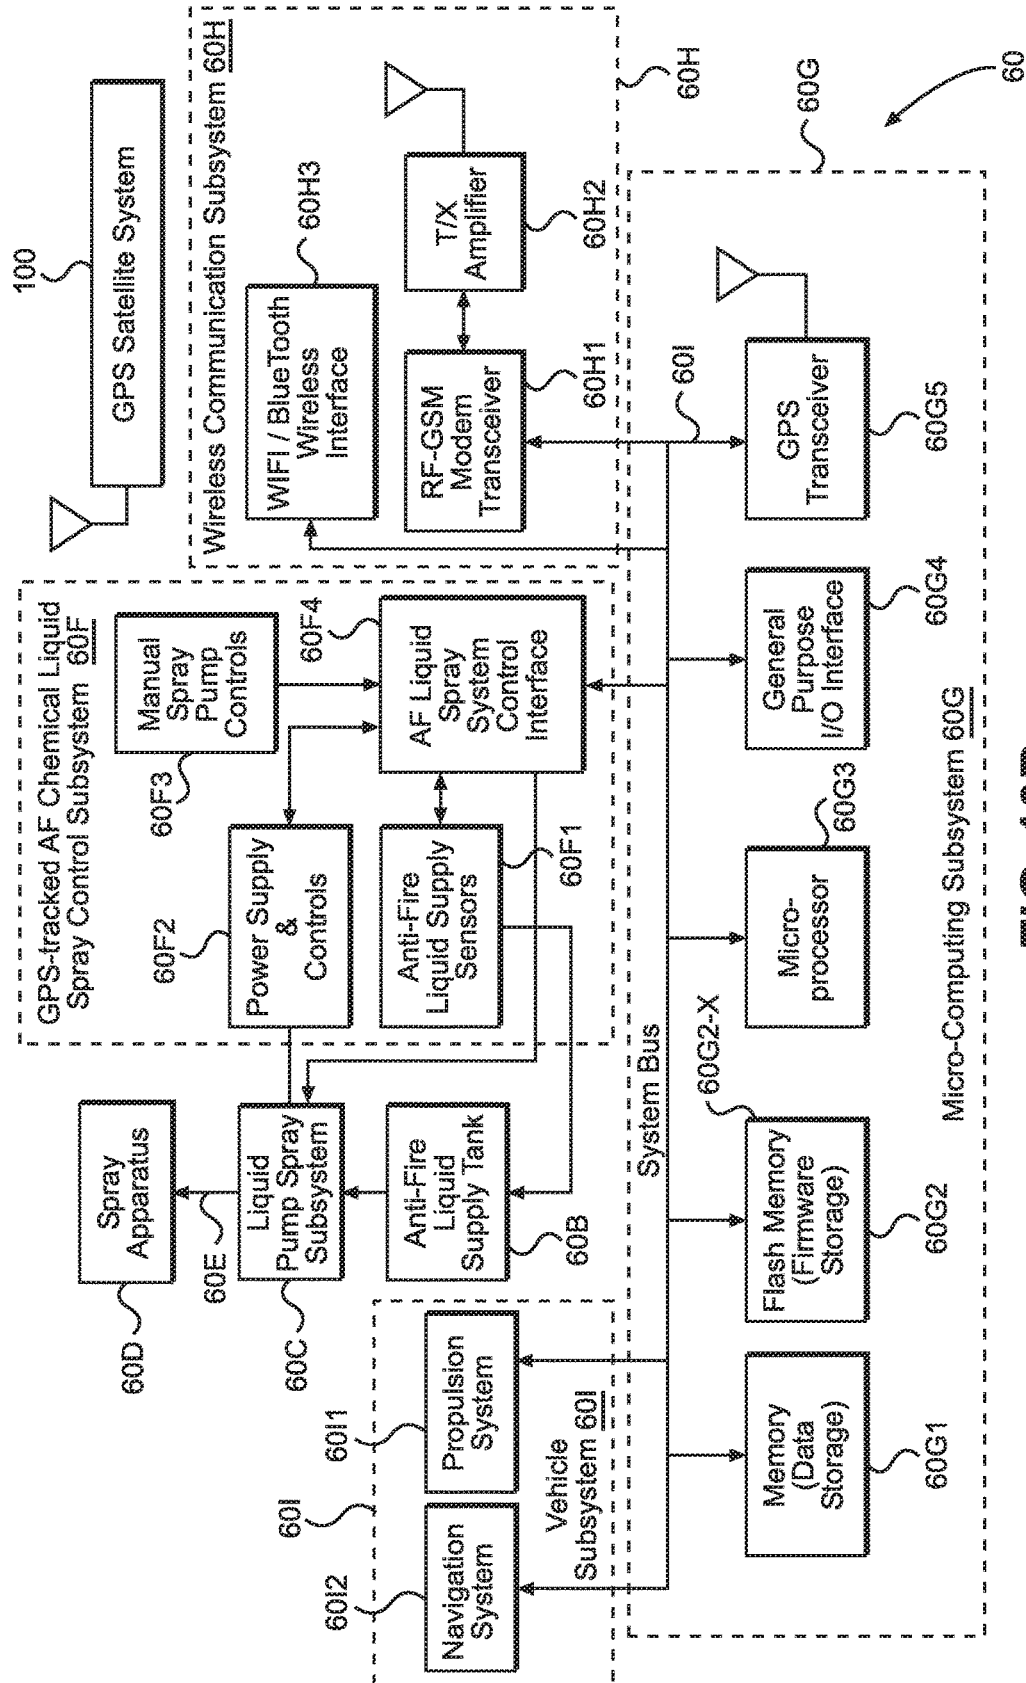 100
GPS Satellite System
Wireless Communication Subsystem 60H
60H3
WIFI / BlueTooth
Wireless
Interface
T/X
Amplifier
60H2
RF-GSM
Modem
Transceiver
60H1
60H
GPS-tracked AF Chemical Liquid
Spray Control Subsystem 60F
Manual
Spray
Pump
Controls
60F3
60F4
AF Liquid
Spray
System
Control
Interface
60F2
Power Supply
&
Controls
Anti-Fire
Liquid Supply
Sensors
60F1
60D
Spray
Apparatus
60E
60C
Liquid
Pump Spray
Subsystem
Anti-Fire
Liquid
Supply Tank
60B
60I
60I1
Propulsion
System
60I2
Navigation
System
Vehicle
Subsystem 60I
System Bus
60I
60G
60
Memory
(Data
Storage)
60G1
60G2-X
Flash Memory
(Firmware
Storage)
60G2
Micro-
processor
60G3
General
Purpose
I/O Interface
60G4
GPS
Transceiver
60G5
Micro-Computing Subsystem 60G